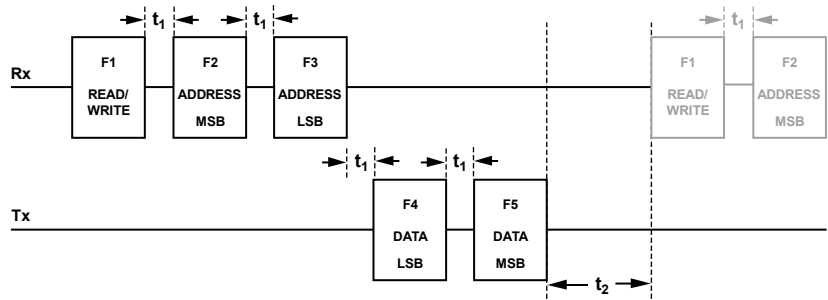 t1 t1 t1
F1 F2 F3 F1 F2
Rx
READ/ ADDRESS ADDRESS READ/ ADDRESS
WRITE MSB LSB WRITE MSB
t1 t1
F4 F5
Tx
DATA DATA
LSB MSB
t2